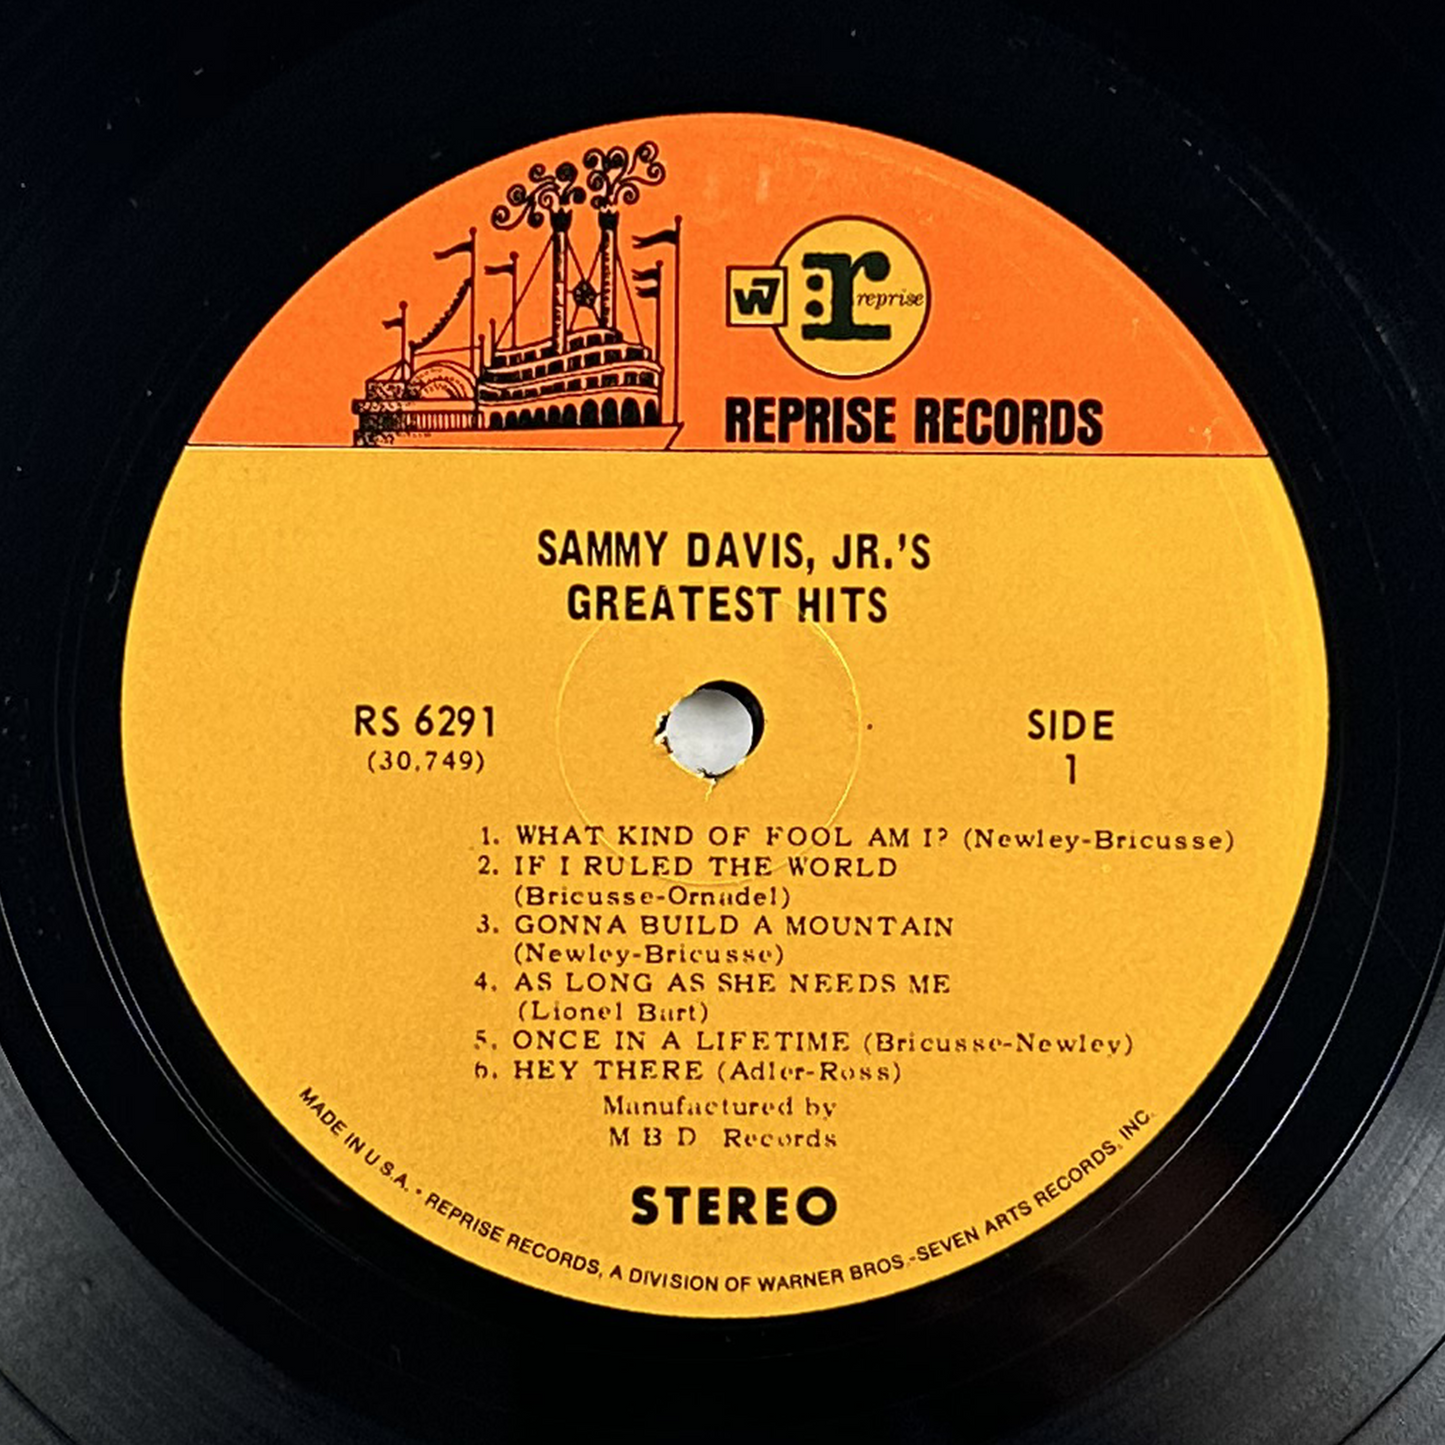 W7
r:
reprise
REPRISE RECORDS
SAMMY DAVIS, JR.'S
GREATEST HITS
RS 6291
(30,749)
SIDE
1
1. WHAT KIND OF FOOL AM I? (Newley-Bricusse)
2. IF I RULED THE WORLD
(Bricusse-Ornadel)
3. GONNA BUILD A MOUNTAIN
(Newley-Bricusse)
4. AS LONG AS SHE NEEDS ME
(Lionel Bart)
5. ONCE IN A LIFETIME (Bricusse-Newley)
6. HEY THERE (Adler-Ross)
Manufactured by
M B D Records
STEREO
MADE IN U.S.A. • REPRISE RECORDS, A DIVISION OF WARNER BROS.-SEVEN ARTS RECORDS, INC.